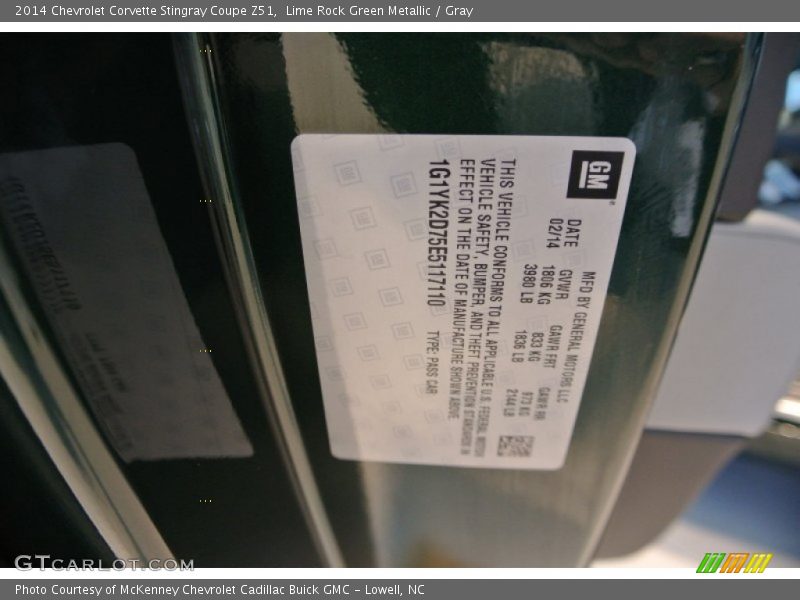 2014 Chevrolet Corvette Stingray Coupe Z51, Lime Rock Green Metallic / Gray
GM
MFD BY GENERAL MOTORS LLC
DATE GVWR GAWR FRT GAWR RR
02/14 1806 KG 833 KG 973 KG
3980 LB 1836 LB 2144 LB
THIS VEHICLE CONFORMS TO ALL APPLICABLE U.S. FEDERAL MOTOR
VEHICLE SAFETY, BUMPER, AND THEFT PREVENTION STANDARDS IN
EFFECT ON THE DATE OF MANUFACTURE SHOWN ABOVE
1G1YK2D75E5117110 TYPE: PASS CAR
GTCARLOT.COM
Photo Courtesy of McKenney Chevrolet Cadillac Buick GMC - Lowell, NC